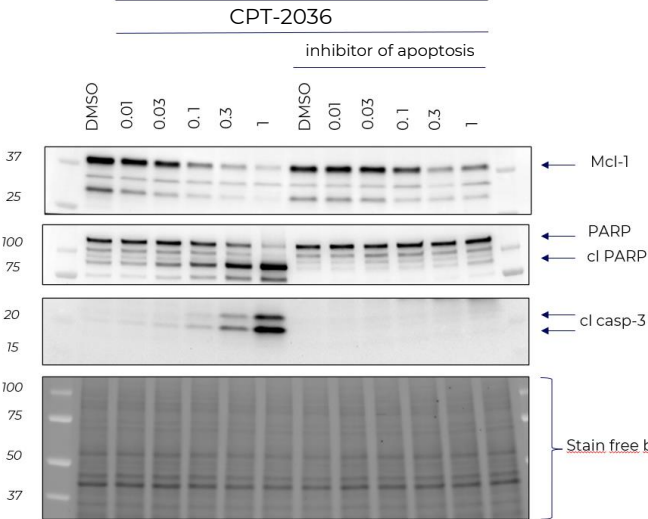 CPT-2036
inhibitor of apoptosis
DMSO 0.01 0.03 0.1 0.3 1 DMSO 0.01 0.03 0.1 0.3 1
37
Mcl-1
25
PARP
100
cl PARP
75
20
cl casp-3
15
100
75
50
Stain free b
37